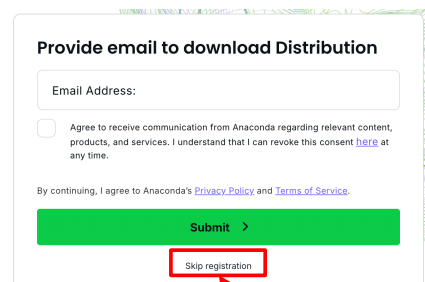 Provide email to download Distribution
Email Address:
Agree to receive communication from Anaconda regarding relevant content,
products, and services. I understand that I can revoke this consent here at
any time.
By continuing, I agree to Anaconda's Privacy Policy and Terms of Service.
Submit >
Skip registration